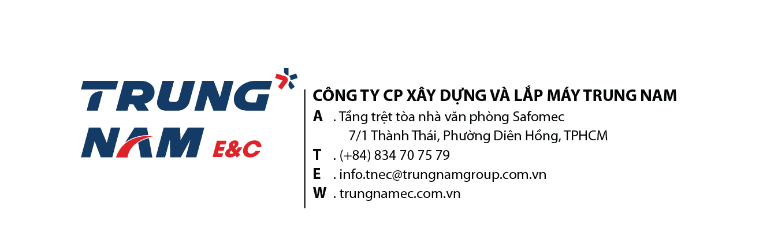 TRUNG
NAM E&C
CÔNG TY CP XÂY DỰNG VÀ LẮP MÁY TRUNG NAM
A . Tầng trệt tòa nhà văn phòng Safomec
7/1 Thành Thái, Phường Diên Hồng, TPHCM
T . (+84) 834 70 75 79
E . info.tnec@trungnamgroup.com.vn
W . trungnamec.com.vn